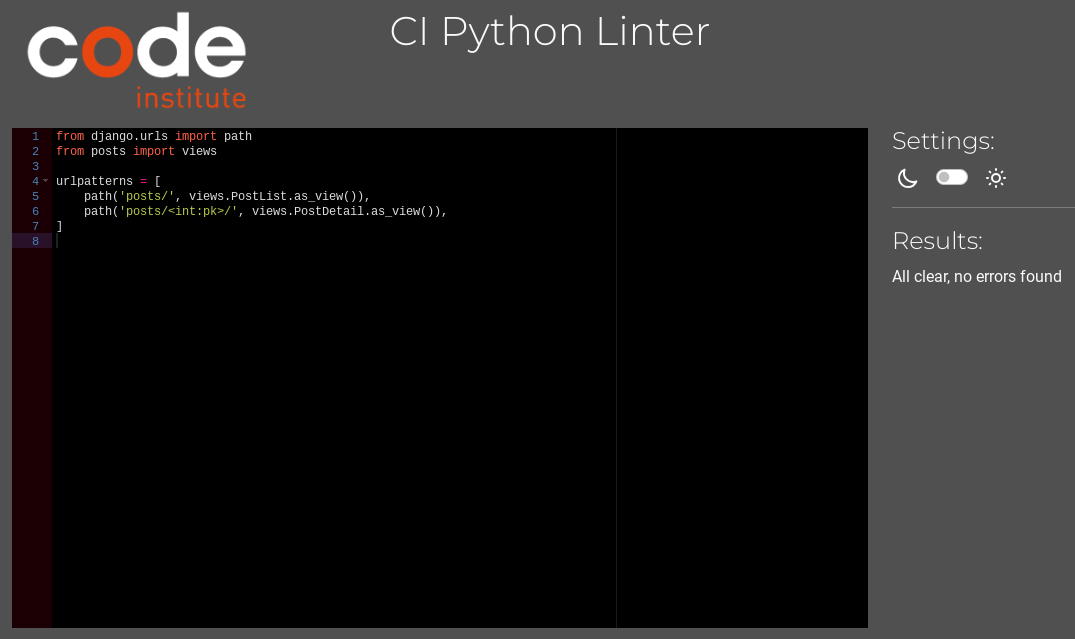 code
institute
CI Python Linter
1 from django.urls import path
2 from posts import views
3
4 urlpatterns = [
5     path('posts/', views.PostList.as_view()),
6     path('posts/<int:pk>/', views.PostDetail.as_view()),
7 ]
8
Settings:
Results:
All clear, no errors found